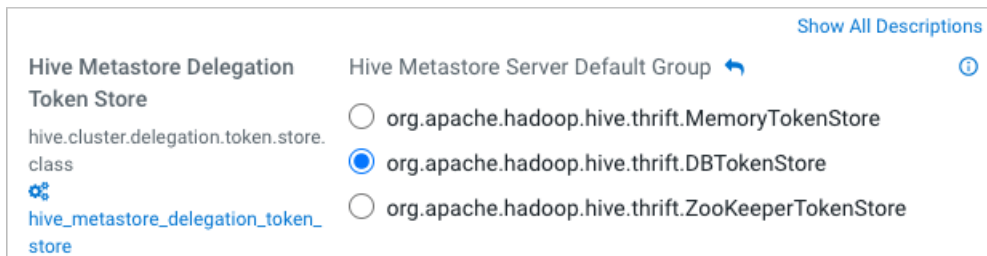 Show All Descriptions
Hive Metastore Delegation
Token Store
hive.cluster.delegation.token.store.
class
hive_metastore_delegation_token_
store
Hive Metastore Server Default Group
org.apache.hadoop.hive.thrift.MemoryTokenStore
org.apache.hadoop.hive.thrift.DBTokenStore
org.apache.hadoop.hive.thrift.ZooKeeperTokenStore